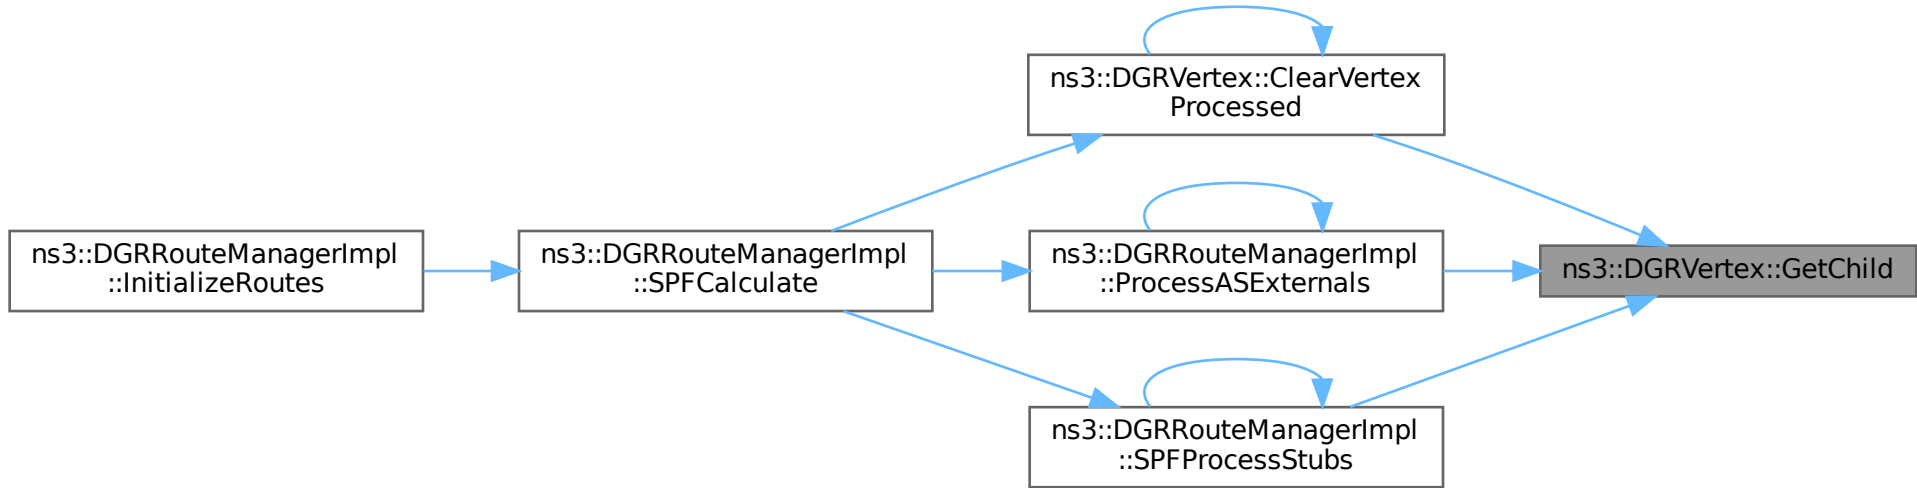 ns3::DGRVertex::ClearVertex
Processed
ns3::DGRRouteManagerImpl
::InitializeRoutes
ns3::DGRRouteManagerImpl
::SPFCalculate
ns3::DGRRouteManagerImpl
::ProcessASExternals
ns3::DGRVertex::GetChild
ns3::DGRRouteManagerImpl
::SPFProcessStubs